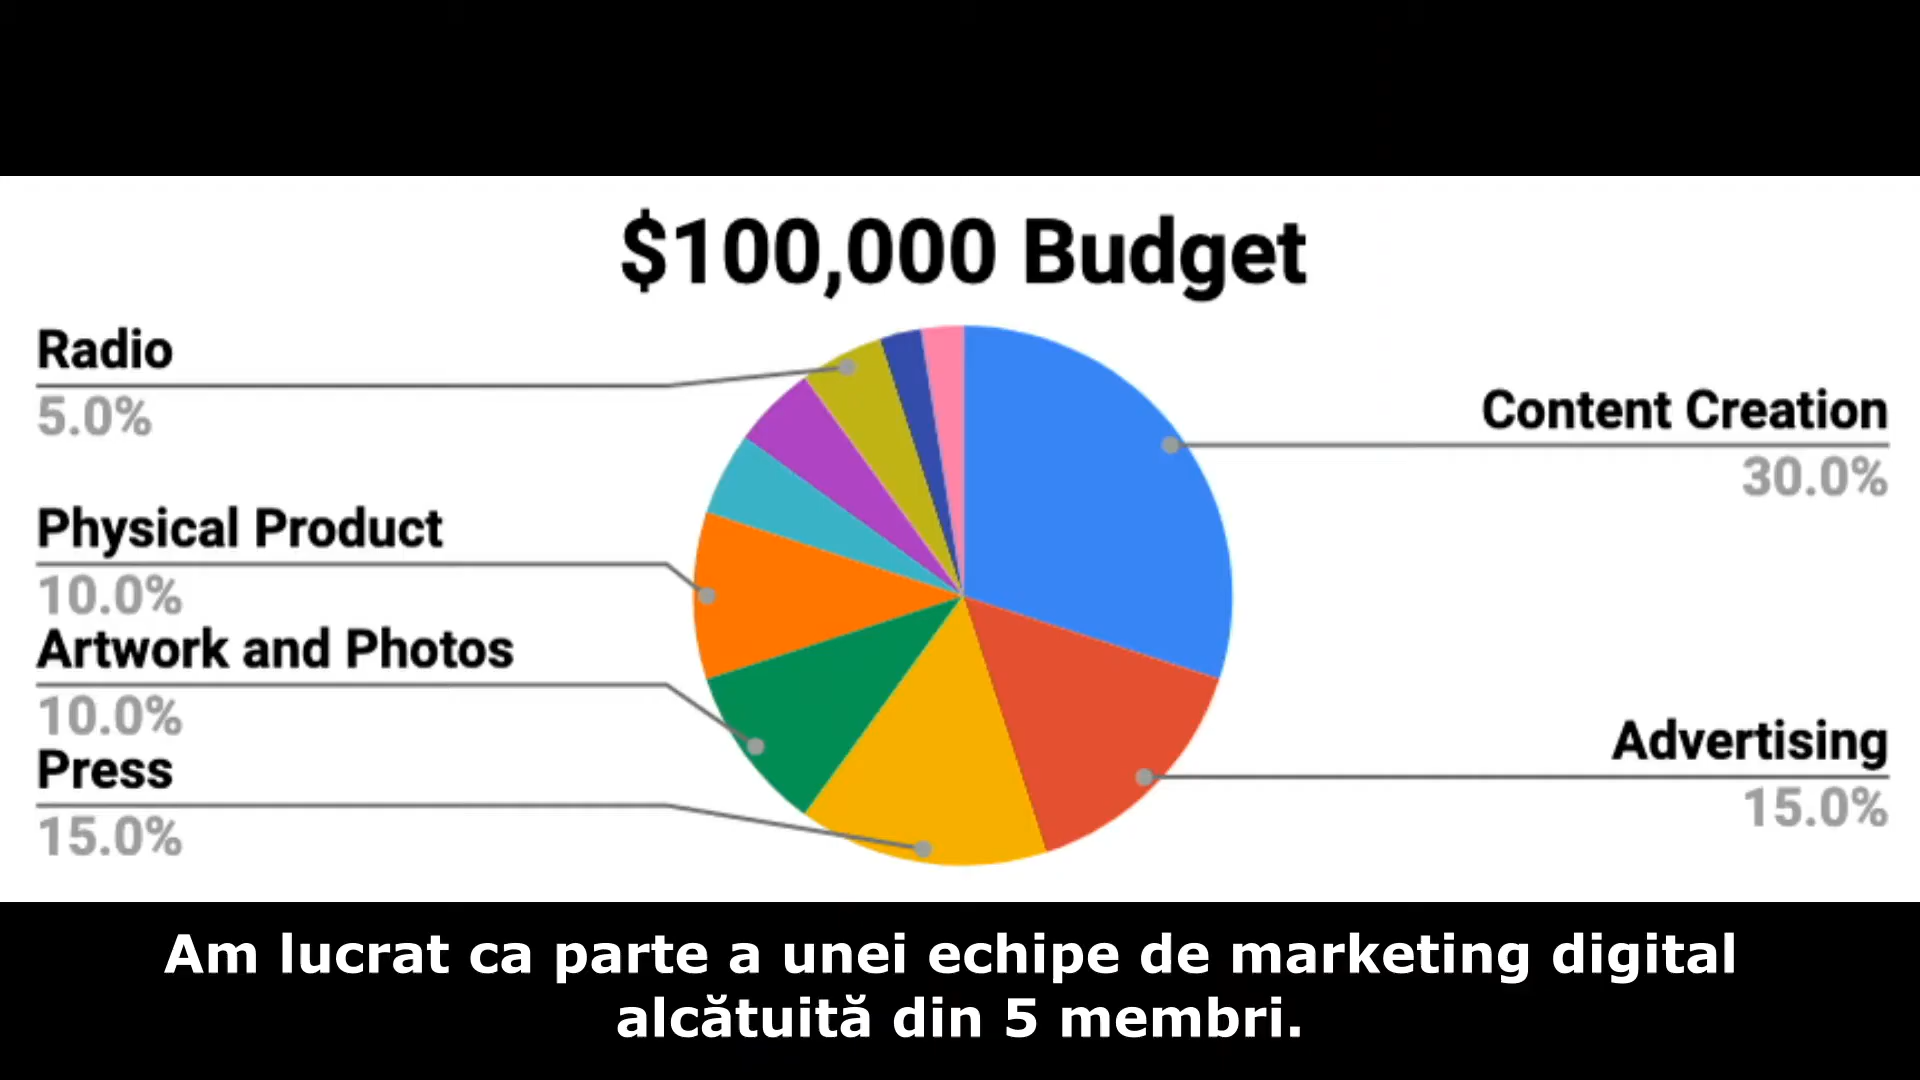 $100,000 Budget
Radio
5.0%
Physical Product
10.0%
Artwork and Photos
10.0%
Press
15.0%
Content Creation
30.0%
Advertising
15.0%
Am lucrat ca parte a unei echipe de marketing digital
alcătuită din 5 membri.